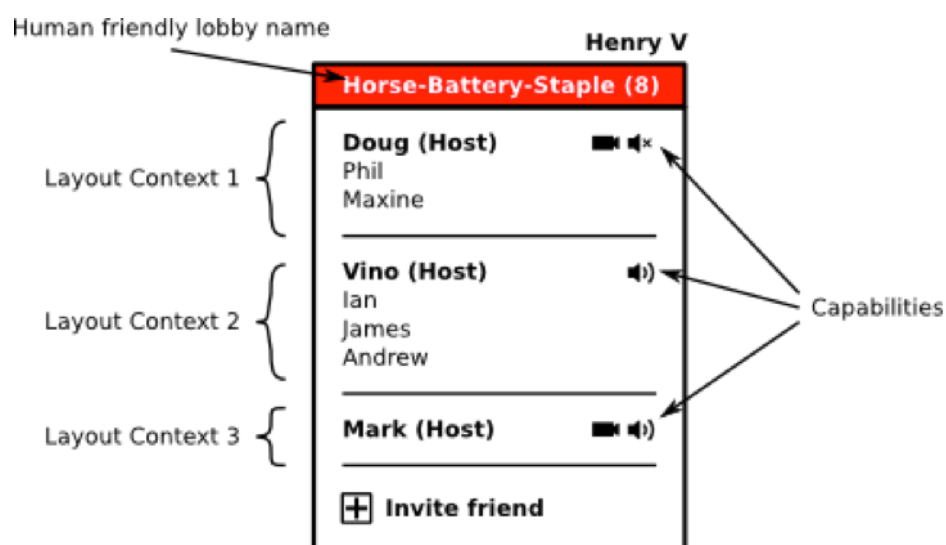 Human friendly lobby name
Henry V
Horse-Battery-Staple (8)
Layout Context 1
Doug (Host)
Phil
Maxine
Layout Context 2
Vino (Host)
Ian
James
Andrew
Capabilities
Layout Context 3
Mark (Host)
Invite friend